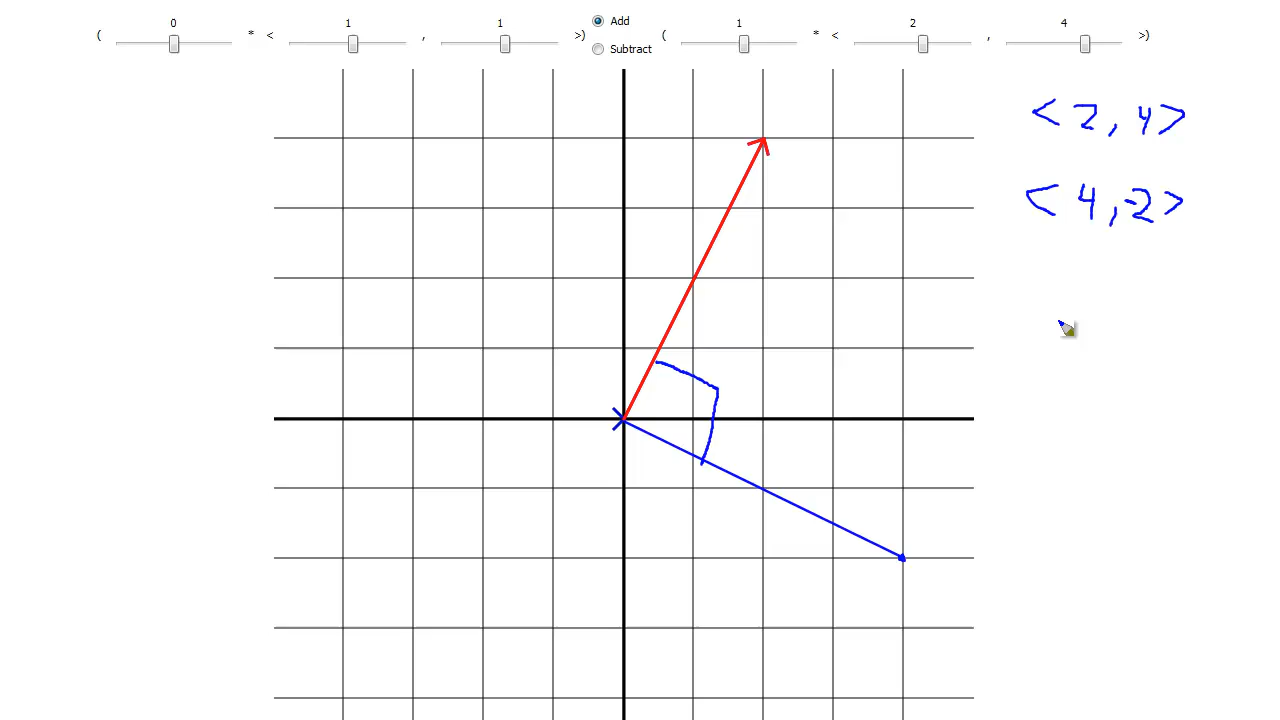 0 1 1 Add 1 2 4
( * < , >) ( * < , >)
Subtract
<2, 4>
<4, -2>